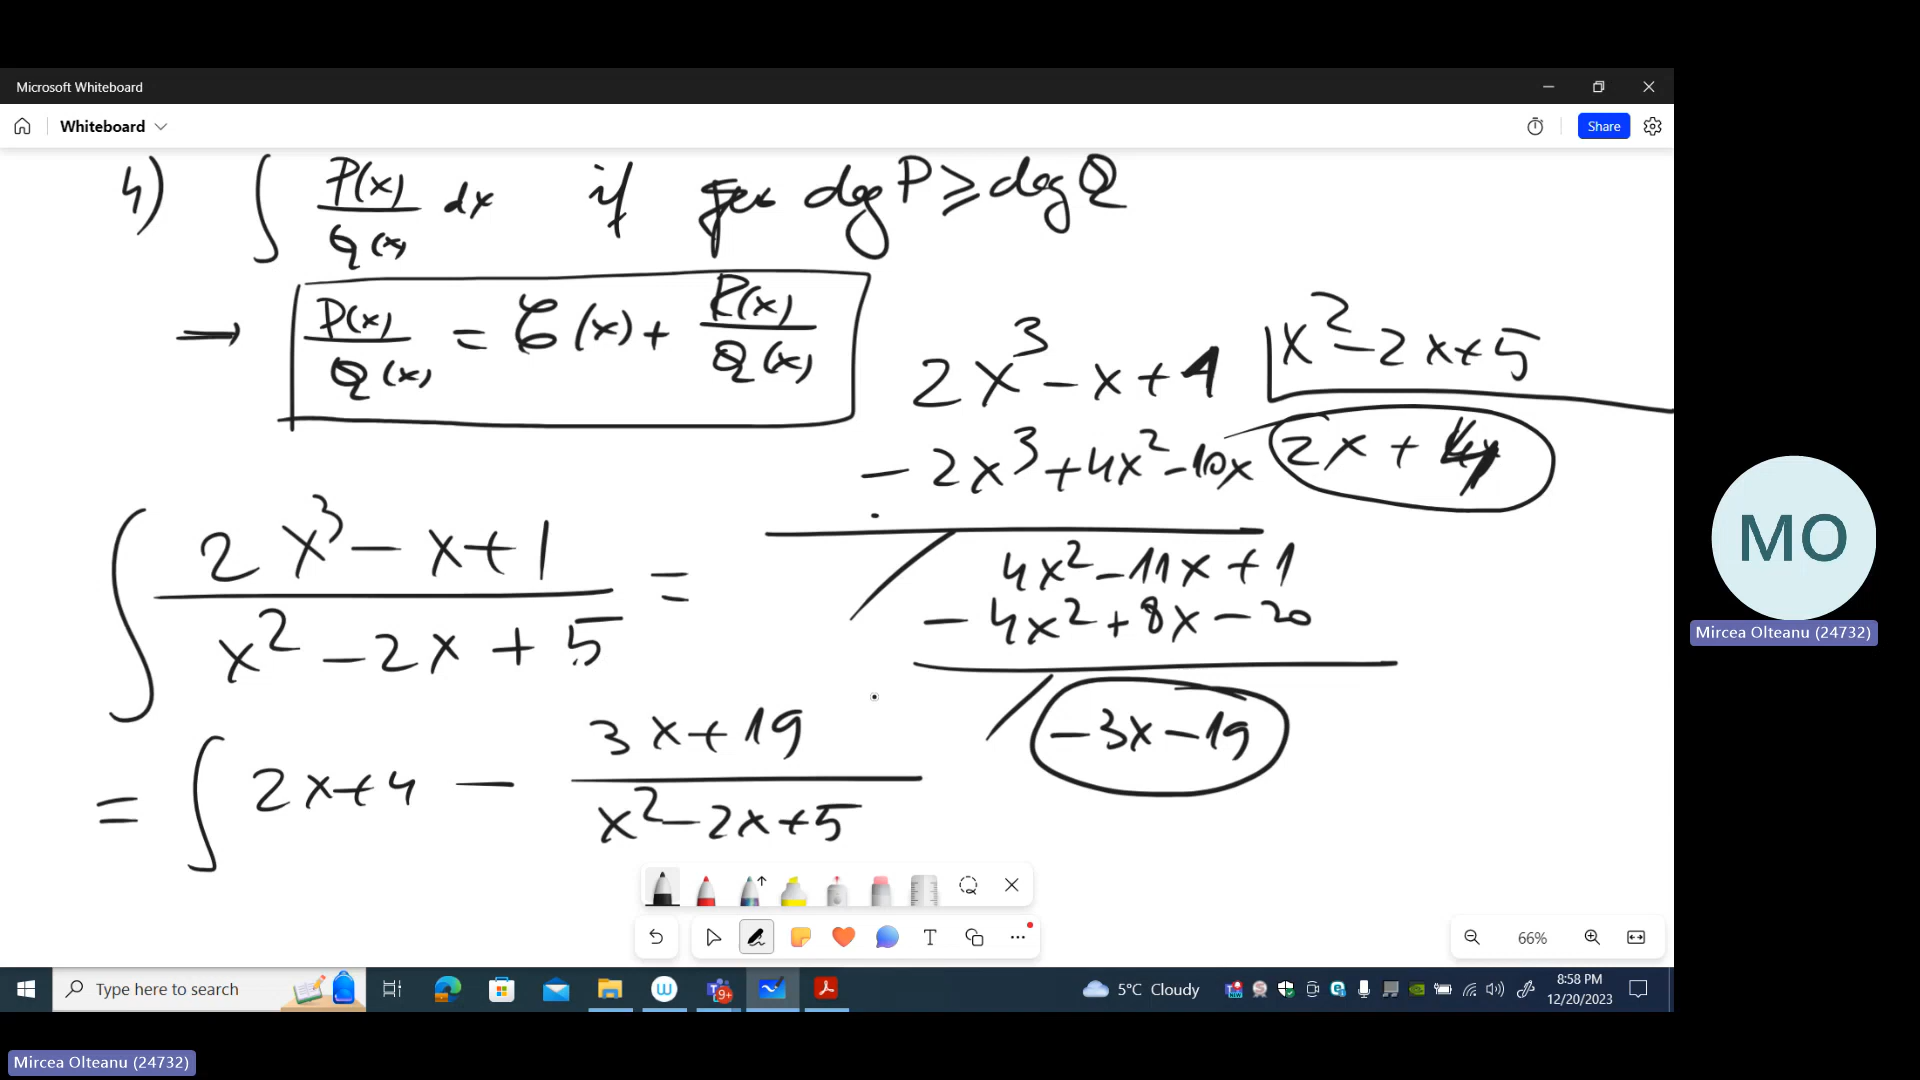 Microsoft Whiteboard
Whiteboard
Share
4) ∫ P(x)/Q(x) dx if deg P ≥ deg Q
→ P(x)/Q(x) = C(x) + R(x)/Q(x)
2x³ - x + 1 | x² - 2x + 5
- 2x³ + 4x² - 10x 2x + 4
4x² - 11x + 1
- 4x² + 8x - 20
- 3x - 19
∫ (2x³ - x + 1)/(x² - 2x + 5) =
= ∫ 2x + 4 - (3x + 19)/(x² - 2x + 5)
MO
Mircea Olteanu (24732)
66%
Type here to search
9+
5°C Cloudy
8:58 PM
12/20/2023
Mircea Olteanu (24732)